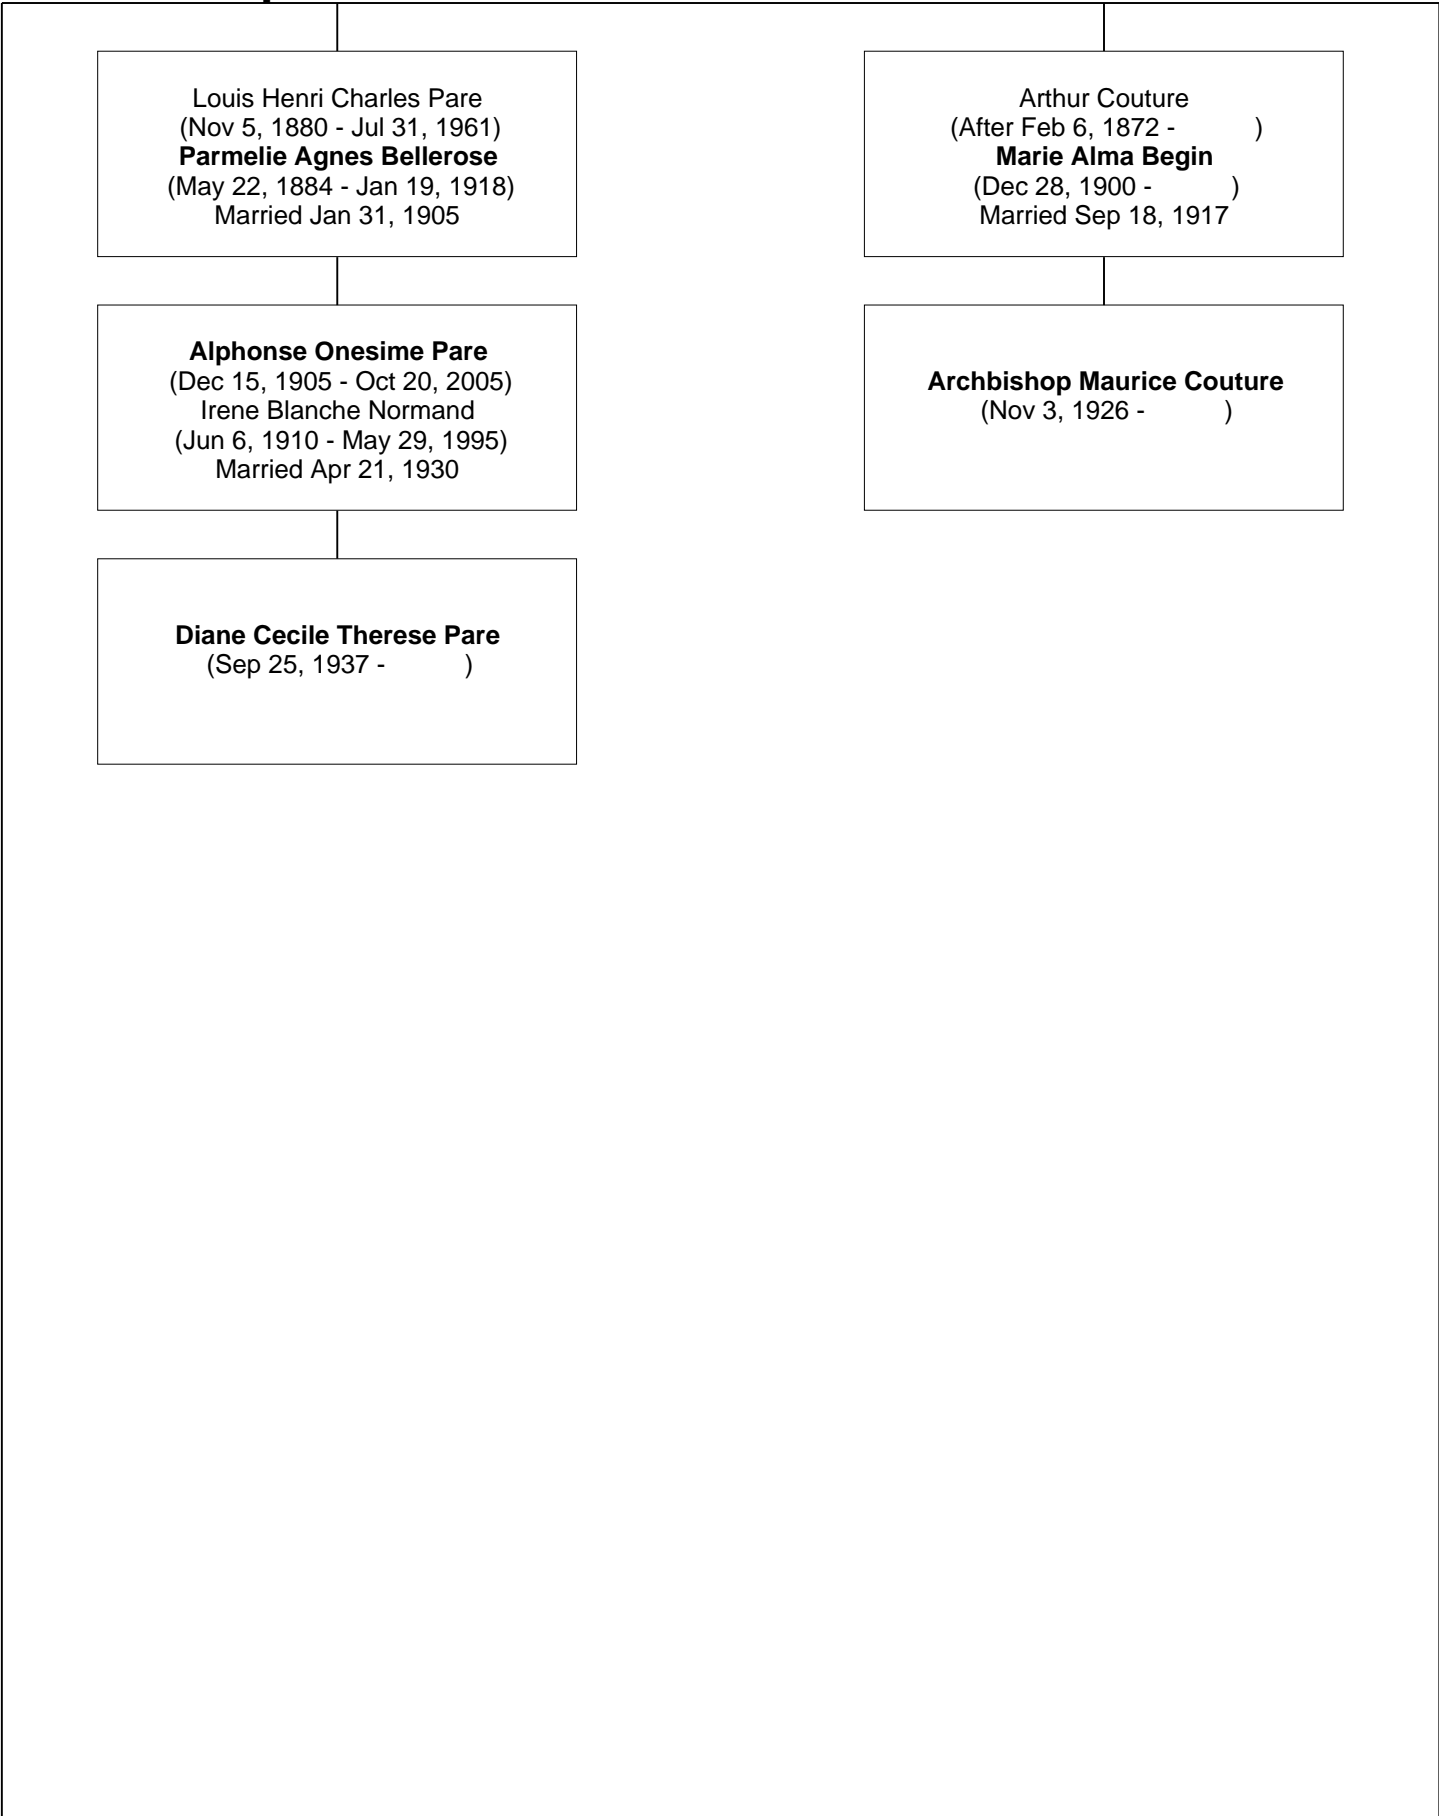 Louis Henri Charles Pare
(Nov 5, 1880 - Jul 31, 1961)
Parmelie Agnes Bellerose
(May 22, 1884 - Jan 19, 1918)
Married Jan 31, 1905
Arthur Couture
(After Feb 6, 1872 - )
Marie Alma Begin
(Dec 28, 1900 - )
Married Sep 18, 1917
Alphonse Onesime Pare
(Dec 15, 1905 - Oct 20, 2005)
Irene Blanche Normand
(Jun 6, 1910 - May 29, 1995)
Married Apr 21, 1930
Archbishop Maurice Couture
(Nov 3, 1926 - )
Diane Cecile Therese Pare
(Sep 25, 1937 - )